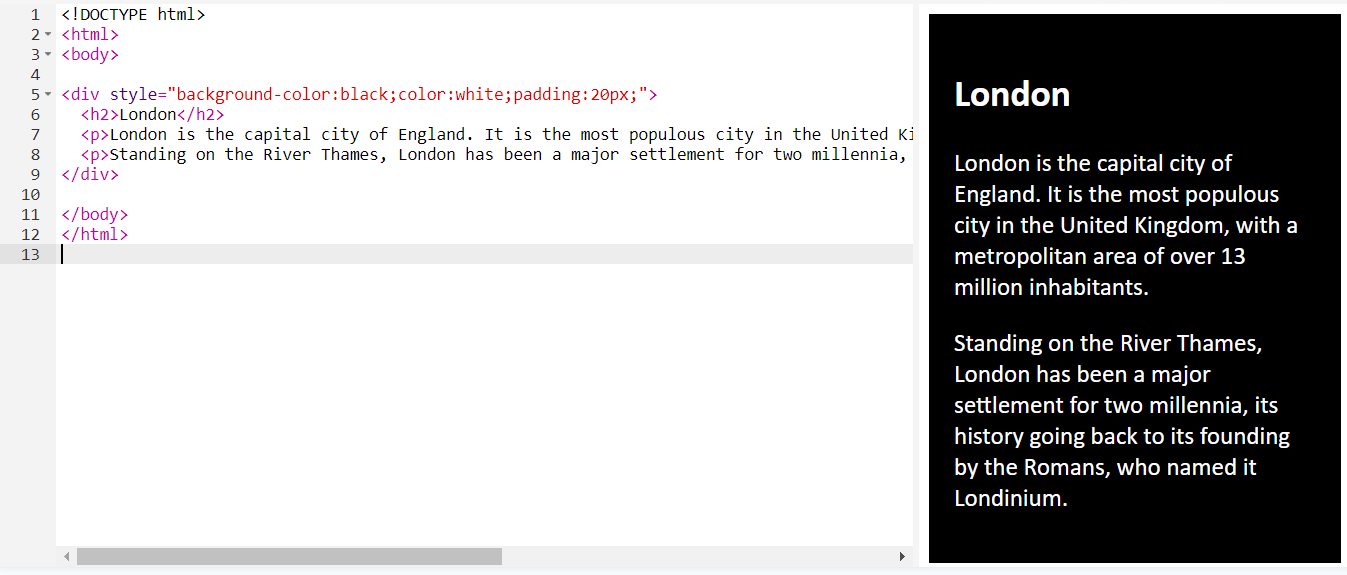 1 <!DOCTYPE html>
2 <html>
3 <body>
4
5 <div style="background-color:black;color:white;padding:20px;">
6   <h2>London</h2>
7   <p>London is the capital city of England. It is the most populous city in the United Ki
8   <p>Standing on the River Thames, London has been a major settlement for two millennia,
9 </div>
10
11 </body>
12 </html>
13
London
London is the capital city of
England. It is the most populous
city in the United Kingdom, with a
metropolitan area of over 13
million inhabitants.
Standing on the River Thames,
London has been a major
settlement for two millennia, its
history going back to its founding
by the Romans, who named it
Londinium.